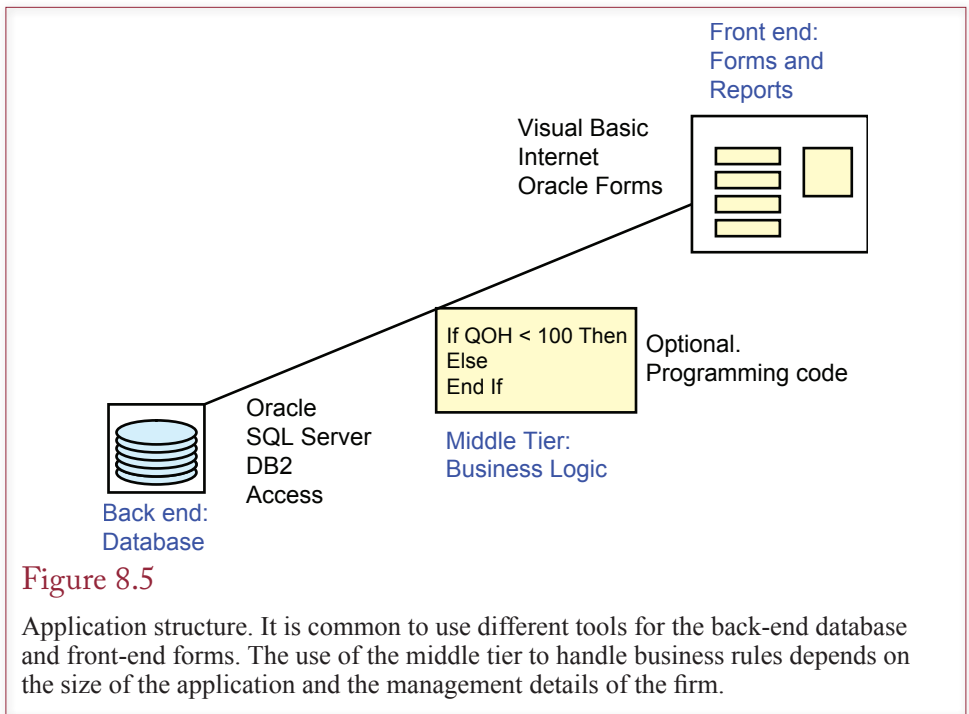 Front end:
Forms and
Reports
Visual Basic
Internet
Oracle Forms
If QOH < 100 Then
Else
End If
Optional.
Programming code
Middle Tier:
Business Logic
Oracle
SQL Server
DB2
Access
Back end:
Database
Figure 8.5
Application structure. It is common to use different tools for the back-end database
and front-end forms. The use of the middle tier to handle business rules depends on
the size of the application and the management details of the firm.